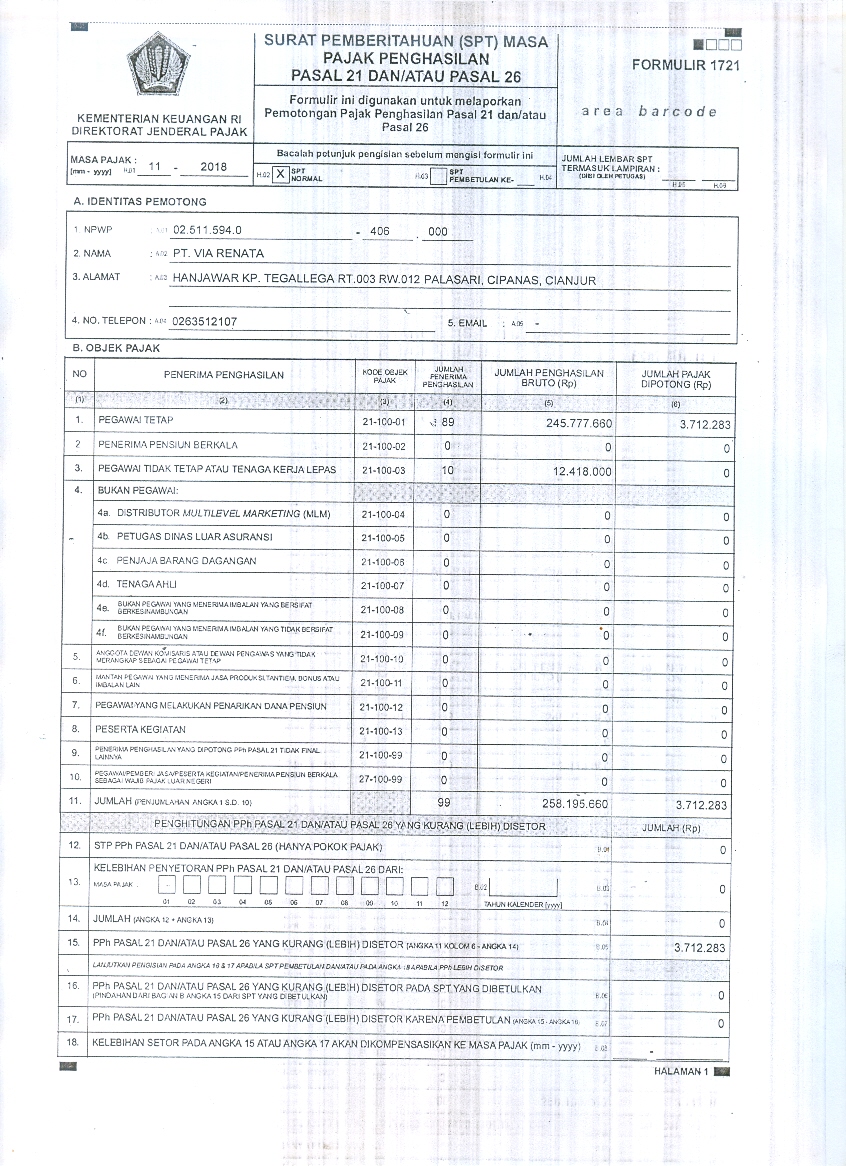 SURAT PEMBERITAHUAN (SPT) MASA
PAJAK PENGHASILAN
PASAL 21 DAN/ATAU PASAL 26
FORMULIR 1721
Formulir ini digunakan untuk melaporkan
Pemotongan Pajak Penghasilan Pasal 21 dan/atau
Pasal 26
area barcode
KEMENTERIAN KEUANGAN RI
DIREKTORAT JENDERAL PAJAK
MASA PAJAK :
[mm - yyyy] H.01 11 - 2018
Bacalah petunjuk pengisian sebelum mengisi formulir ini
H.02 X SPT NORMAL
H.03 SPT PEMBETULAN KE- H.04
JUMLAH LEMBAR SPT
TERMASUK LAMPIRAN :
(DIISI OLEH PETUGAS) H.05 H.06
A. IDENTITAS PEMOTONG
1. NPWP : A.01 02.511.594.0 - 406 . 000
2. NAMA : A.02 PT. VIA RENATA
3. ALAMAT : A.03 HANJAWAR KP. TEGALLEGA RT.003 RW.012 PALASARI, CIPANAS, CIANJUR
4. NO. TELEPON : A.04 0263512107 5. EMAIL : A.05 -
B. OBJEK PAJAK
NO PENERIMA PENGHASILAN KODE OBJEK PAJAK JUMLAH PENERIMA PENGHASILAN JUMLAH PENGHASILAN BRUTO (Rp) JUMLAH PAJAK DIPOTONG (Rp)
(1) (2) (3) (4) (5) (6)
1. PEGAWAI TETAP 21-100-01 89 245.777.660 3.712.283
2 PENERIMA PENSIUN BERKALA 21-100-02 0 0 0
3. PEGAWAI TIDAK TETAP ATAU TENAGA KERJA LEPAS 21-100-03 10 12.418.000 0
4. BUKAN PEGAWAI:
4a. DISTRIBUTOR MULTILEVEL MARKETING (MLM) 21-100-04 0 0 0
4b. PETUGAS DINAS LUAR ASURANSI 21-100-05 0 0 0
4c. PENJAJA BARANG DAGANGAN 21-100-06 0 0 0
4d. TENAGA AHLI 21-100-07 0 0 0
4e. BUKAN PEGAWAI YANG MENERIMA IMBALAN YANG BERSIFAT BERKESINAMBUNGAN 21-100-08 0 0 0
4f. BUKAN PEGAWAI YANG MENERIMA IMBALAN YANG TIDAK BERSIFAT BERKESINAMBUNGAN 21-100-09 0 0 0
5. ANGGOTA DEWAN KOMISARIS ATAU DEWAN PENGAWAS YANG TIDAK MERANGKAP SEBAGAI PEGAWAI TETAP 21-100-10 0 0 0
6. MANTAN PEGAWAI YANG MENERIMA JASA PRODUKSI, TANTIEM, BONUS ATAU IMBALAN LAIN 21-100-11 0 0 0
7. PEGAWAI YANG MELAKUKAN PENARIKAN DANA PENSIUN 21-100-12 0 0 0
8. PESERTA KEGIATAN 21-100-13 0 0 0
9. PENERIMA PENGHASILAN YANG DIPOTONG PPh PASAL 21 TIDAK FINAL LAINNYA 21-100-99 0 0 0
10. PEGAWAI/PEMBERI JASA/PESERTA KEGIATAN/PENERIMA PENSIUN BERKALA SEBAGAI WAJIB PAJAK LUAR NEGERI 27-100-99 0 0 0
11. JUMLAH (PENJUMLAHAN ANGKA 1 S.D. 10) 99 258.195.660 3.712.283
PENGHITUNGAN PPh PASAL 21 DAN/ATAU PASAL 26 YANG KURANG (LEBIH) DISETOR JUMLAH (Rp)
12. STP PPh PASAL 21 DAN/ATAU PASAL 26 (HANYA POKOK PAJAK) B.01 0
13. KELEBIHAN PENYETORAN PPh PASAL 21 DAN/ATAU PASAL 26 DARI:
MASA PAJAK : B.02 B.03 0
01 02 03 04 05 06 07 08 09 10 11 12 TAHUN KALENDER [yyyy]
14. JUMLAH (ANGKA 12 + ANGKA 13) B.04 0
15. PPh PASAL 21 DAN/ATAU PASAL 26 YANG KURANG (LEBIH) DISETOR (ANGKA 11 KOLOM 6 - ANGKA 14) B.05 3.712.283
LANJUTKAN PENGISIAN PADA ANGKA 16 & 17 APABILA SPT PEMBETULAN DAN/ATAU PADA ANGKA 18 APABILA PPh LEBIH DISETOR
16. PPh PASAL 21 DAN/ATAU PASAL 26 YANG KURANG (LEBIH) DISETOR PADA SPT YANG DIBETULKAN
(PINDAHAN DARI BAGIAN B ANGKA 15 DARI SPT YANG DIBETULKAN) B.06 0
17. PPh PASAL 21 DAN/ATAU PASAL 26 YANG KURANG (LEBIH) DISETOR KARENA PEMBETULAN (ANGKA 15 - ANGKA 16) B.07 0
18. KELEBIHAN SETOR PADA ANGKA 15 ATAU ANGKA 17 AKAN DIKOMPENSASIKAN KE MASA PAJAK (mm - yyyy) B.08 -
HALAMAN 1